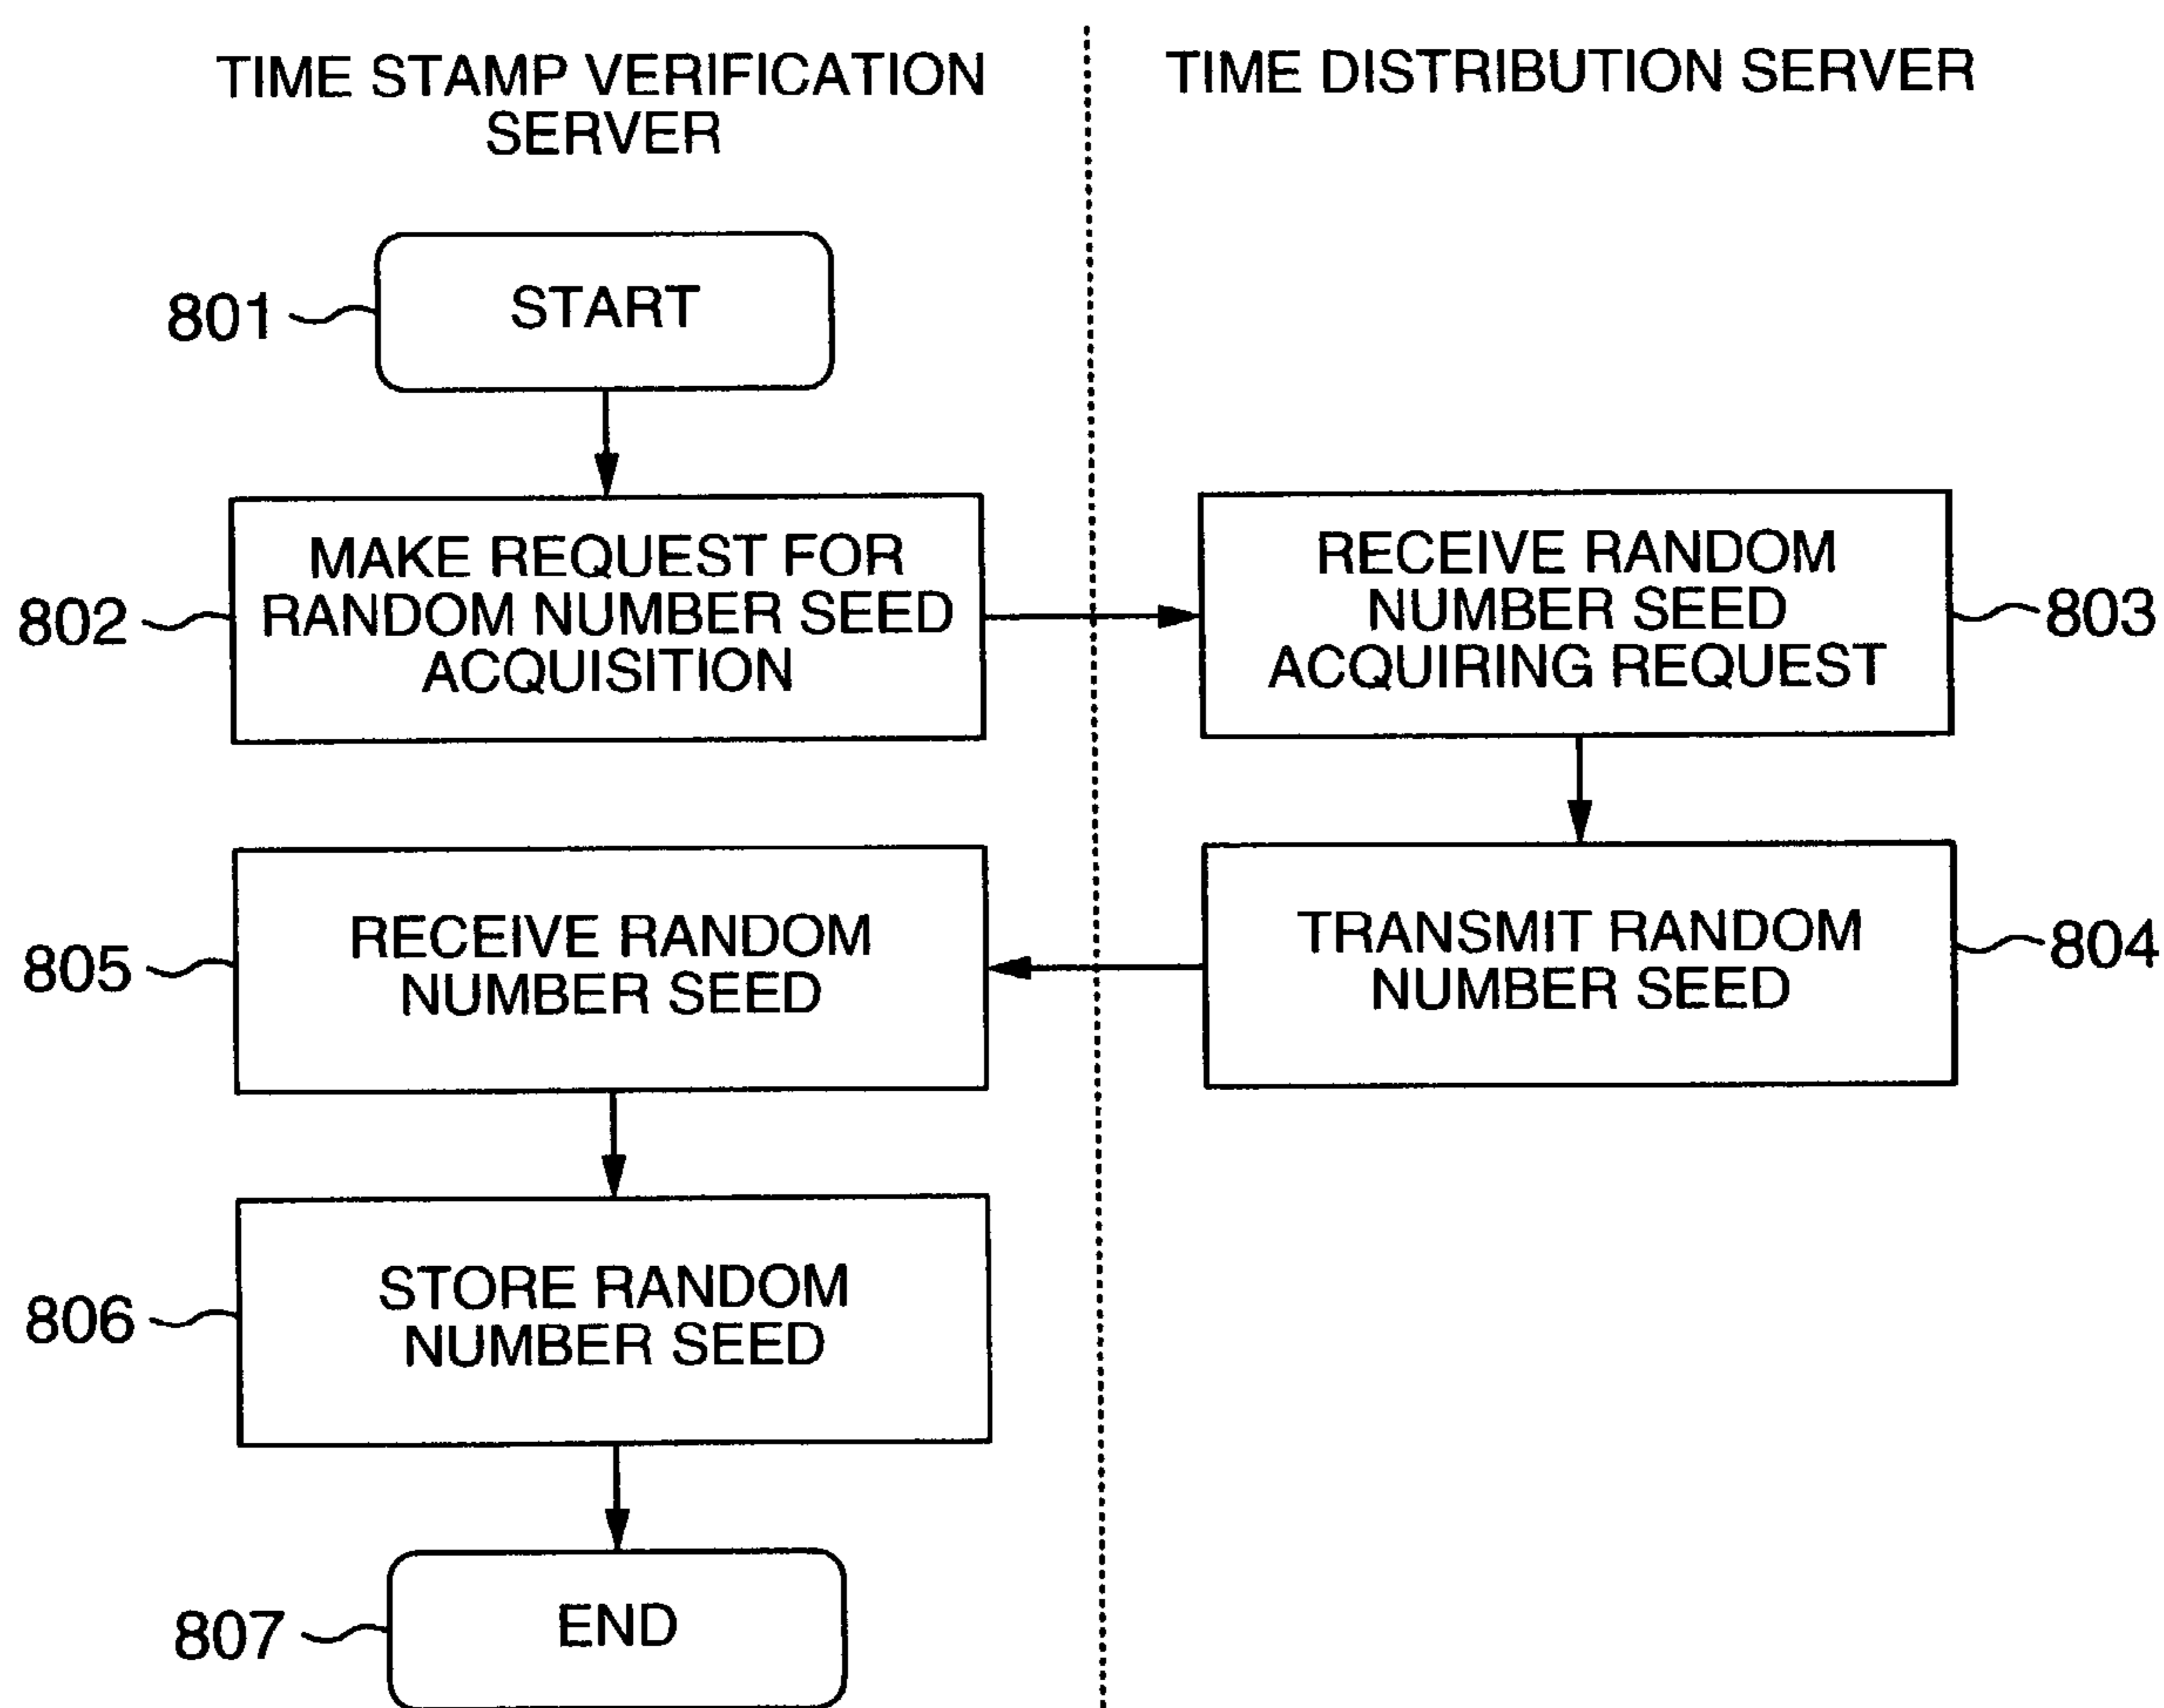 TIME STAMP VERIFICATION
SERVER
TIME DISTRIBUTION SERVER
801
START
802
MAKE REQUEST FOR
RANDOM NUMBER SEED
ACQUISITION
RECEIVE RANDOM
NUMBER SEED
ACQUIRING REQUEST
803
805
RECEIVE RANDOM
NUMBER SEED
TRANSMIT RANDOM
NUMBER SEED
804
806
STORE RANDOM
NUMBER SEED
807
END